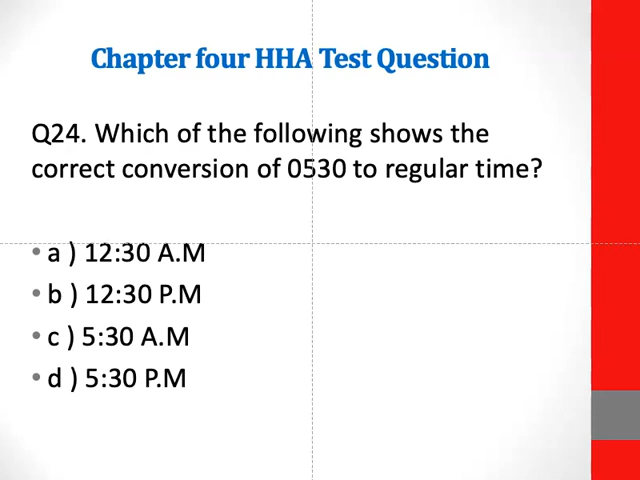 Chapter four HHA Test Question
Q24. Which of the following shows the
correct conversion of 0530 to regular time?
• a ) 12:30 A.M
• b ) 12:30 P.M
• c ) 5:30 A.M
• d ) 5:30 P.M